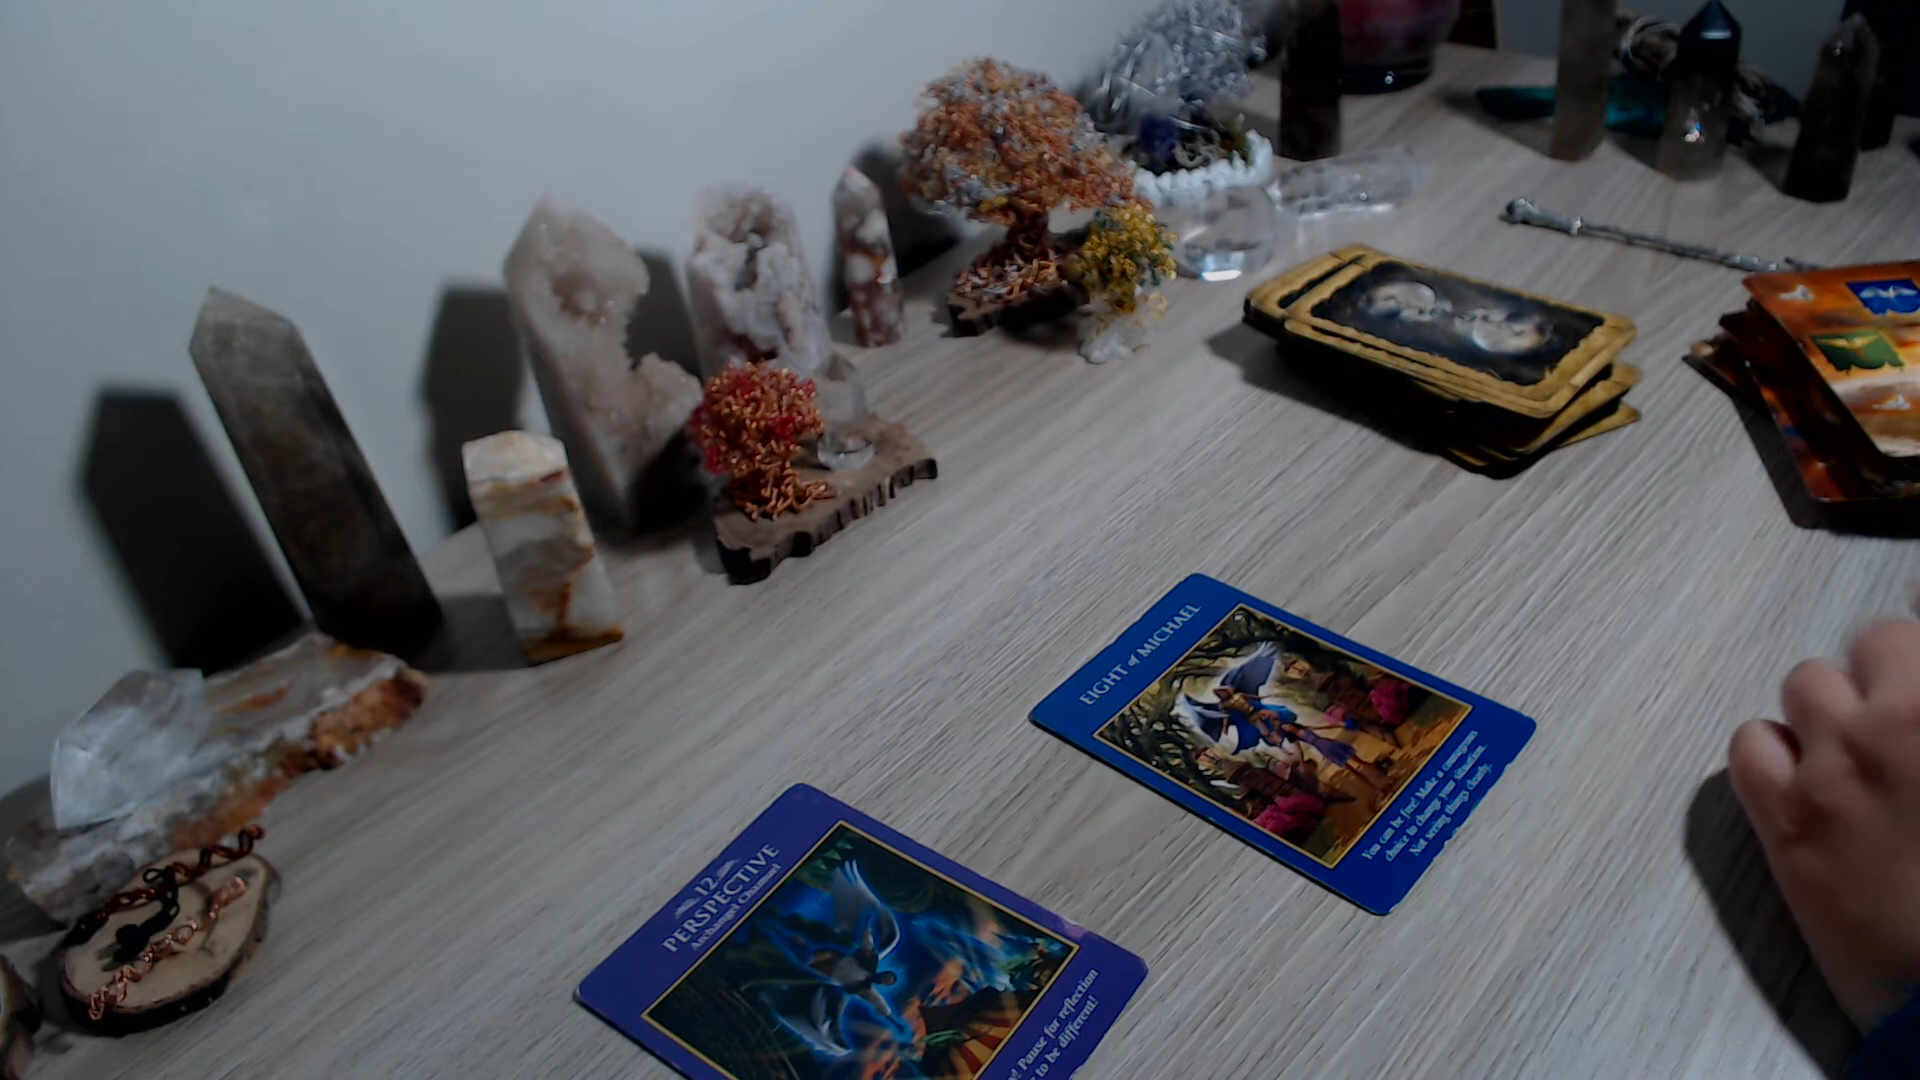 EIGHT of MICHAEL
You can be free! Make a courageous
choice to change your situation.
Not seeing things clearly.
12
PERSPECTIVE
Archangel Chamuel
Pause for reflection
to be different!